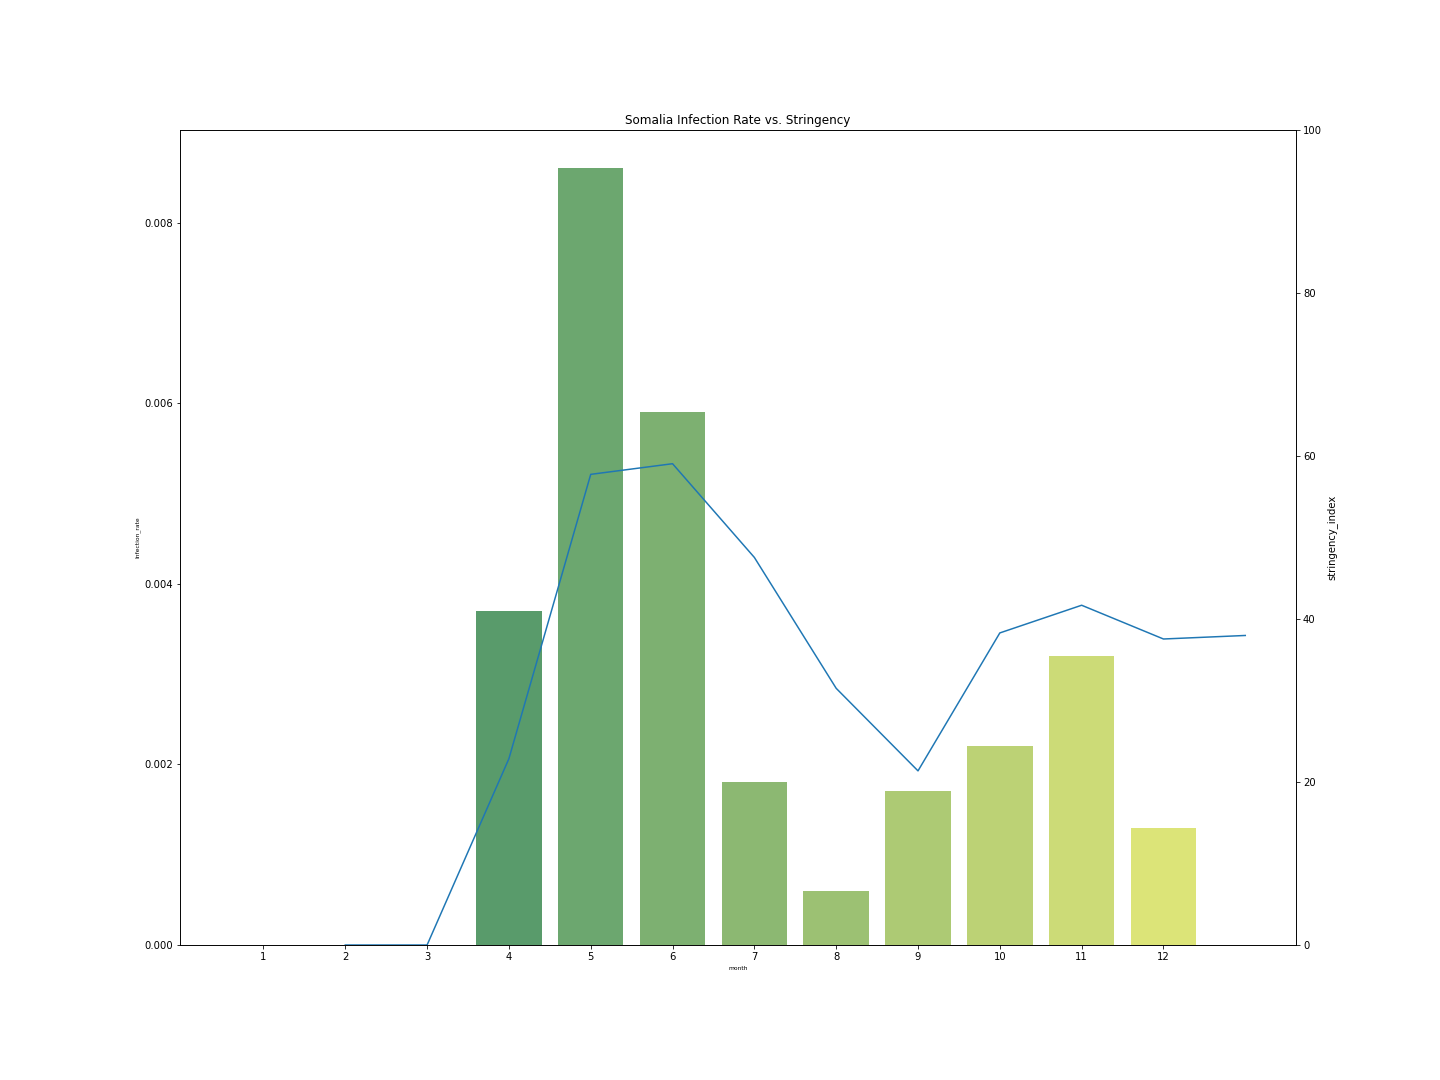 Somalia Infection Rate vs. Stringency
100
0.008
80
0.006
60
Infection_rate
stringency_index
0.004
40
0.002
20
0.000
0
1 2 3 4 5 6 7 8 9 10 11 12
month